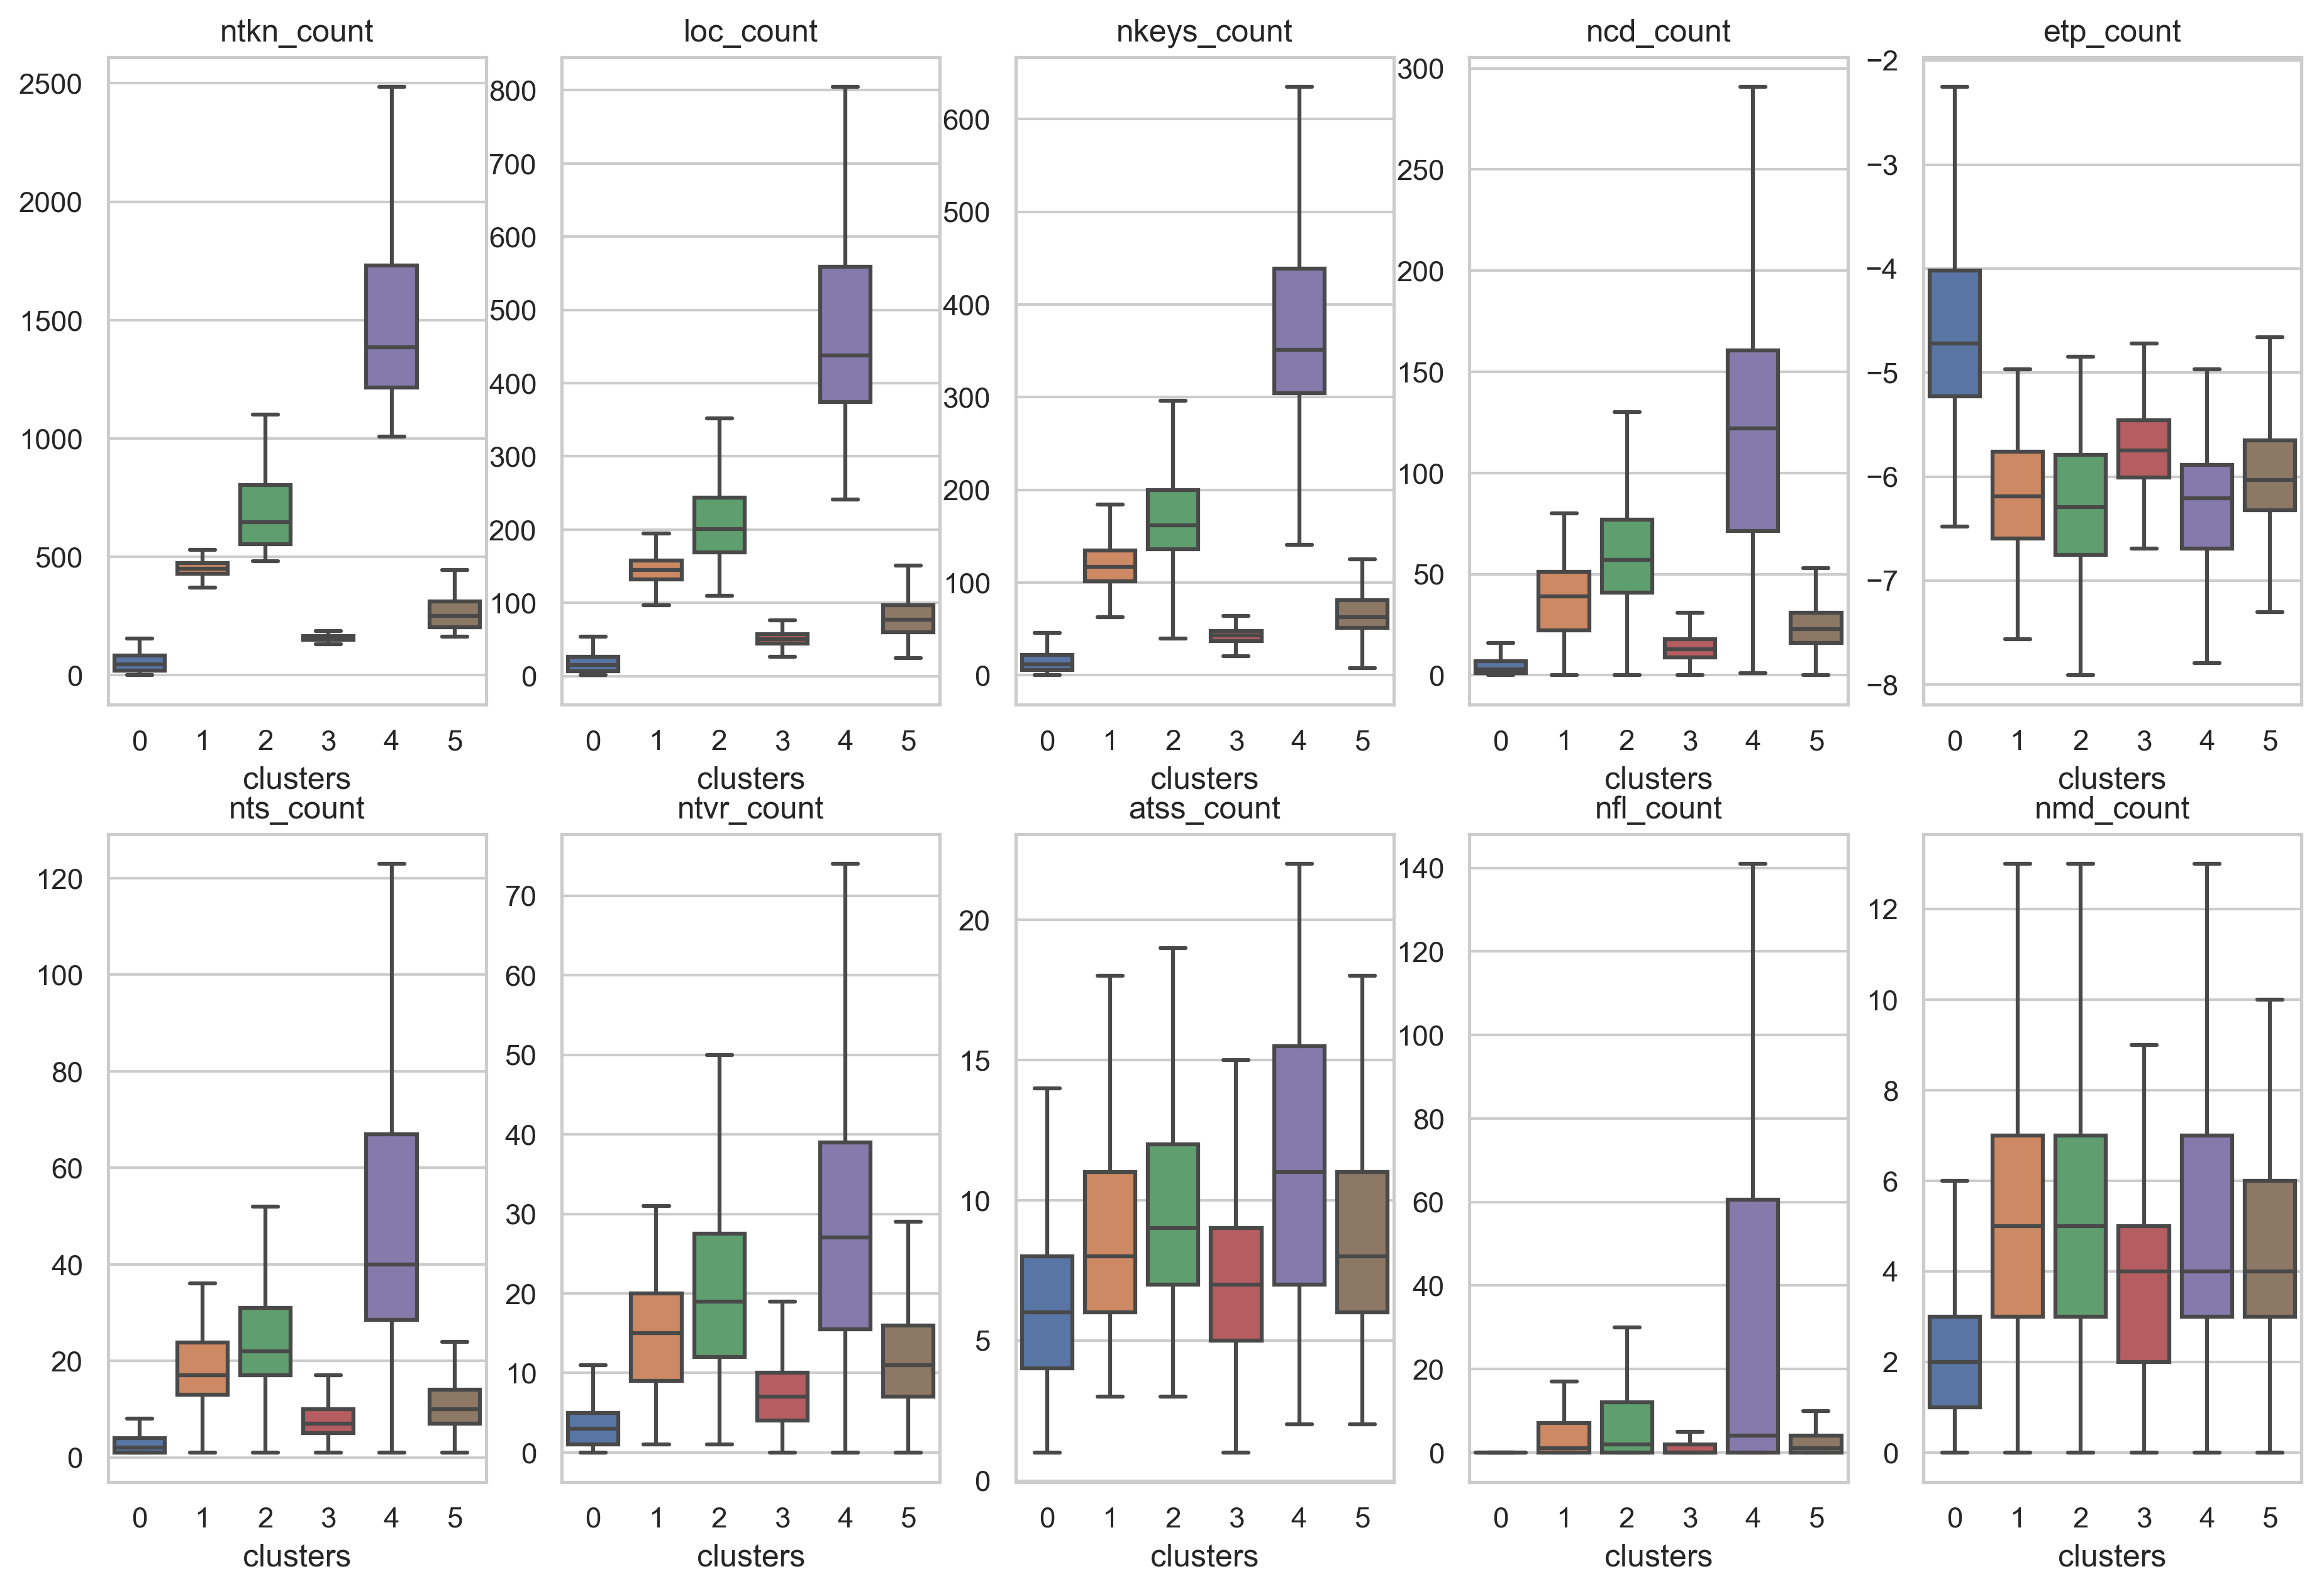 ntkn_count
2500
2000
1500
1000
500
0
0 1 2 3 4 5
clusters
loc_count
800
700
600
500
400
300
200
100
0
0 1 2 3 4 5
clusters
nkeys_count
600
500
400
300
200
100
0
0 1 2 3 4 5
clusters
ncd_count
300
250
200
150
100
50
0
0 1 2 3 4 5
clusters
etp_count
−2
−3
−4
−5
−6
−7
−8
0 1 2 3 4 5
clusters
nts_count
120
100
80
60
40
20
0
0 1 2 3 4 5
clusters
ntvr_count
70
60
50
40
30
20
10
0
0 1 2 3 4 5
clusters
atss_count
20
15
10
5
0
0 1 2 3 4 5
clusters
nfl_count
140
120
100
80
60
40
20
0
0 1 2 3 4 5
clusters
nmd_count
12
10
8
6
4
2
0
0 1 2 3 4 5
clusters